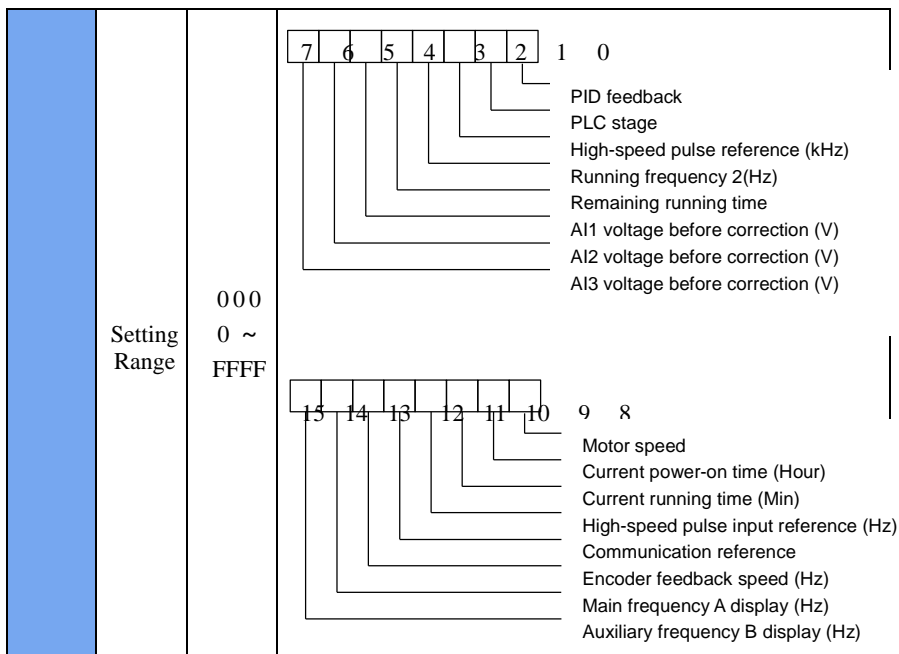 7 6 5 4 3 2 1 0
PID feedback
PLC stage
High-speed pulse reference (kHz)
Running frequency 2(Hz)
Remaining running time
AI1 voltage before correction (V)
AI2 voltage before correction (V)
AI3 voltage before correction (V)
Setting
Range
000
0 ~
FFFF
15 14 13 12 11 10 9 8
Motor speed
Current power-on time (Hour)
Current running time (Min)
High-speed pulse input reference (Hz)
Communication reference
Encoder feedback speed (Hz)
Main frequency A display (Hz)
Auxiliary frequency B display (Hz)